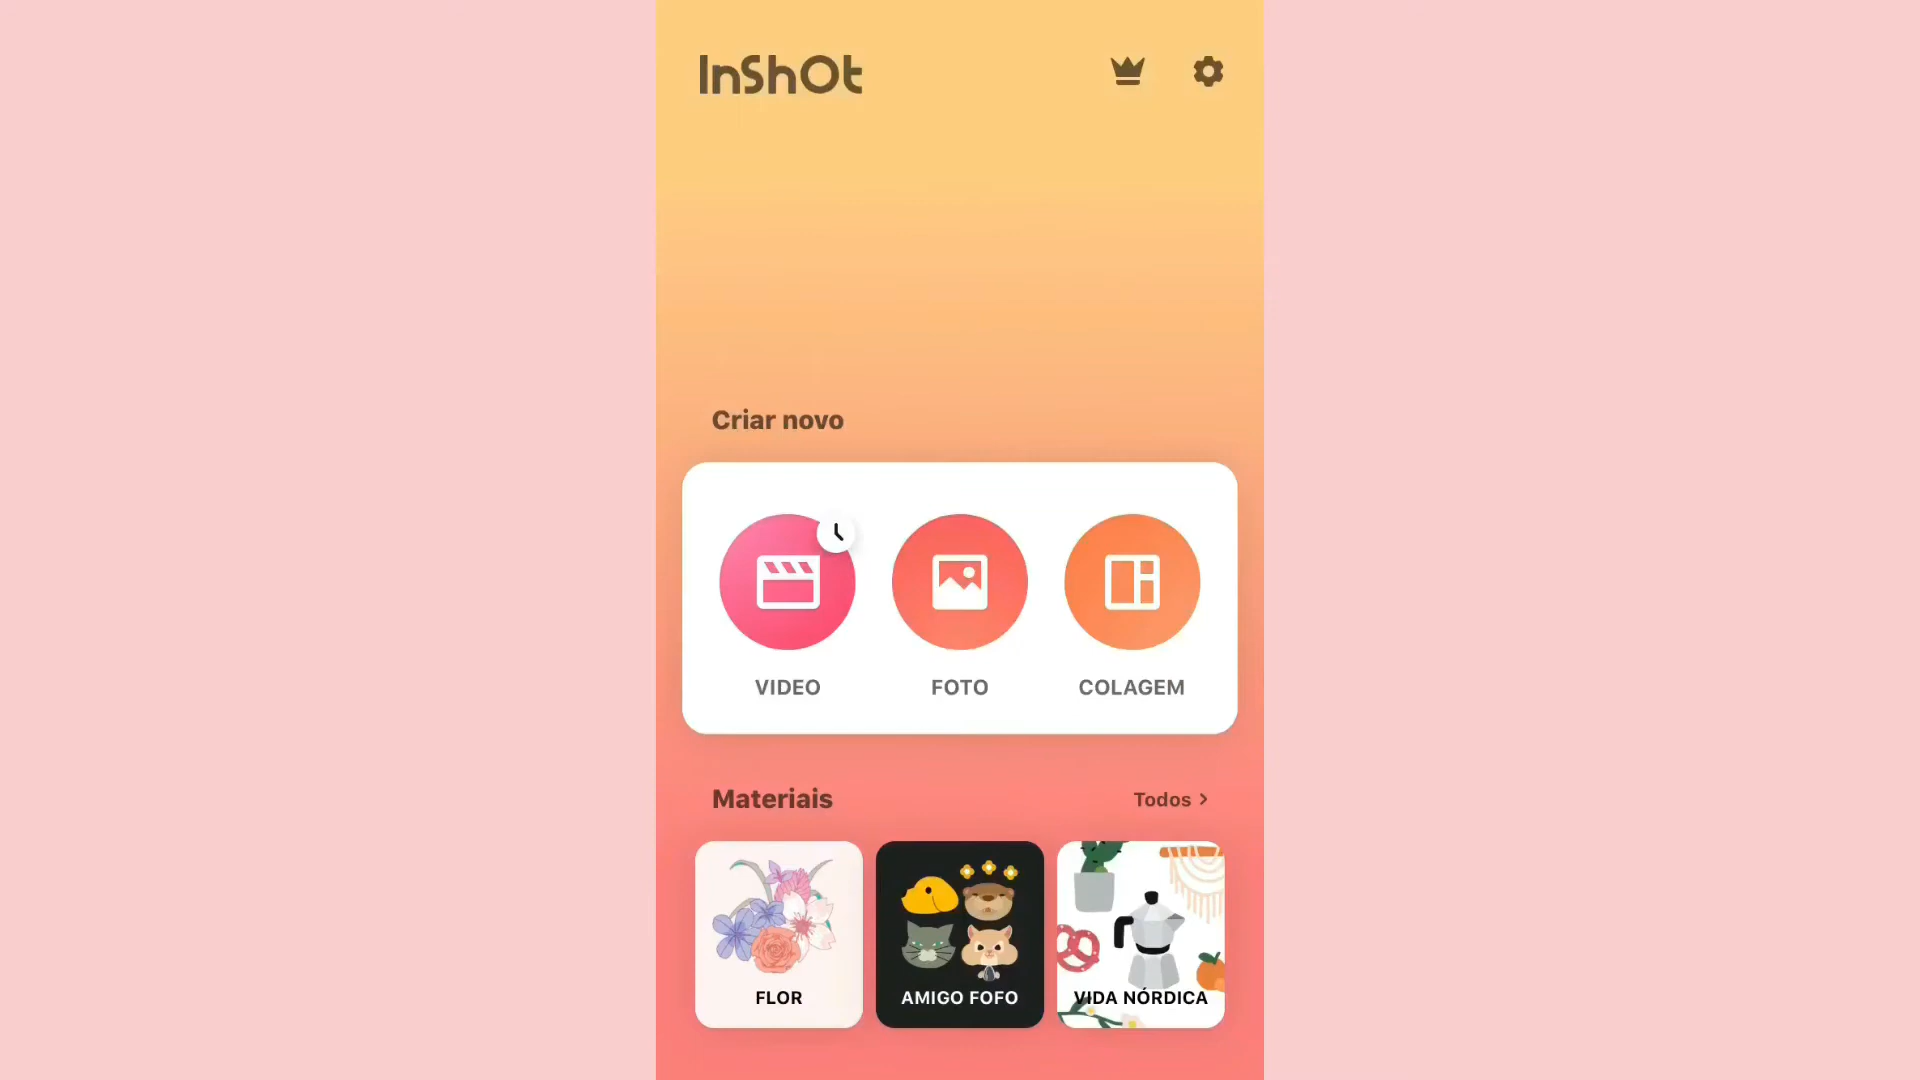 InShOt
Criar novo
VIDEO
FOTO
COLAGEM
Materiais
Todos
FLOR
AMIGO FOFO
VIDA NÓRDICA